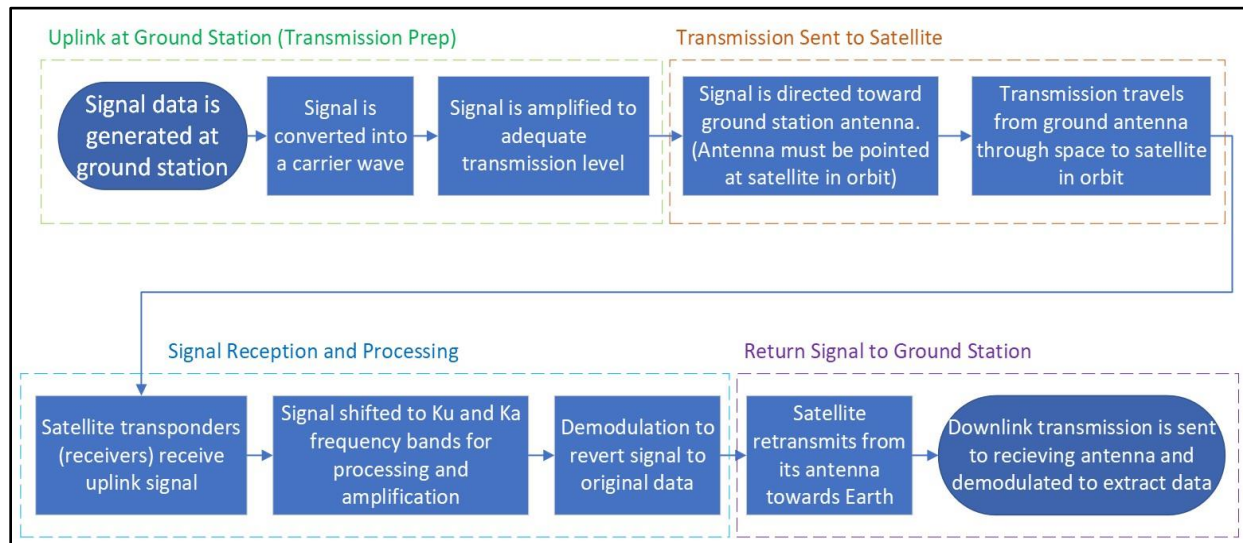 Uplink at Ground Station (Transmission Prep)
Signal data is
generated at
ground station
Signal is
converted into
a carrier wave
Signal is amplified to
adequate
transmission level
Transmission Sent to Satellite
Signal is directed toward
ground station antenna.
(Antenna must be pointed
at satellite in orbit)
Transmission travels
from ground antenna
through space to satellite
in orbit
Signal Reception and Processing
Satellite transponders
(receivers) receive
uplink signal
Signal shifted to Ku and Ka
frequency bands for
processing and
amplification
Demodulation to
revert signal to
original data
Return Signal to Ground Station
Satellite
retransmits from
its antenna
towards Earth
Downlink transmission is sent
to recieving antenna and
demodulated to extract data